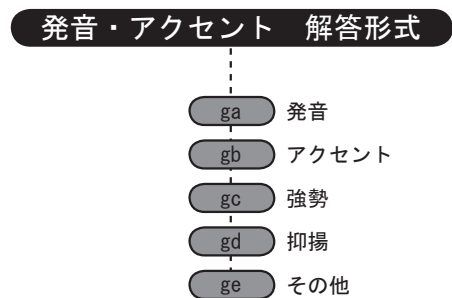 発音・アクセント　解答形式
ga 発音
gb アクセント
gc 強勢
gd 抑揚
ge その他